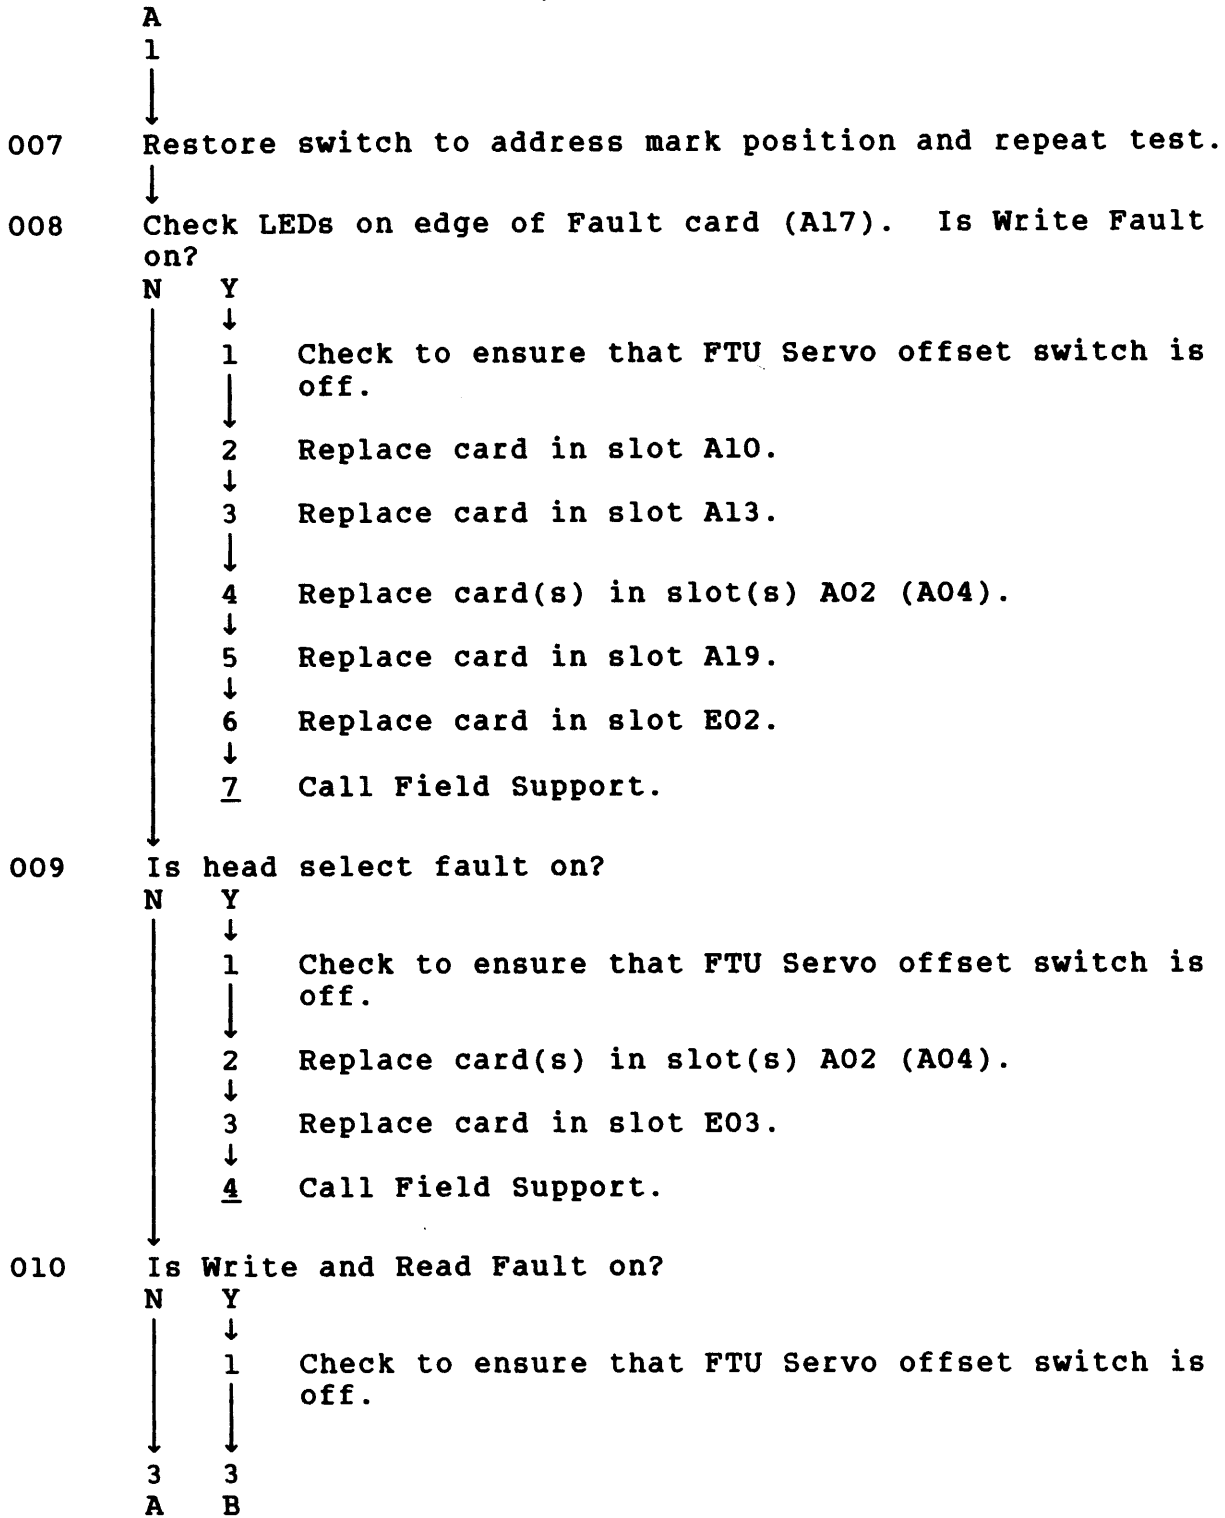 A
1
007 Restore switch to address mark position and repeat test.
008 Check LEDs on edge of Fault card (A17). Is Write Fault
on?
N Y
1 Check to ensure that FTU Servo offset switch is
off.
2 Replace card in slot A10.
3 Replace card in slot A13.
4 Replace card(s) in slot(s) A02 (A04).
5 Replace card in slot A19.
6 Replace card in slot E02.
7 Call Field Support.
009 Is head select fault on?
N Y
1 Check to ensure that FTU Servo offset switch is
off.
2 Replace card(s) in slot(s) A02 (A04).
3 Replace card in slot E03.
4 Call Field Support.
010 Is Write and Read Fault on?
N Y
1 Check to ensure that FTU Servo offset switch is
off.
3 3
A B